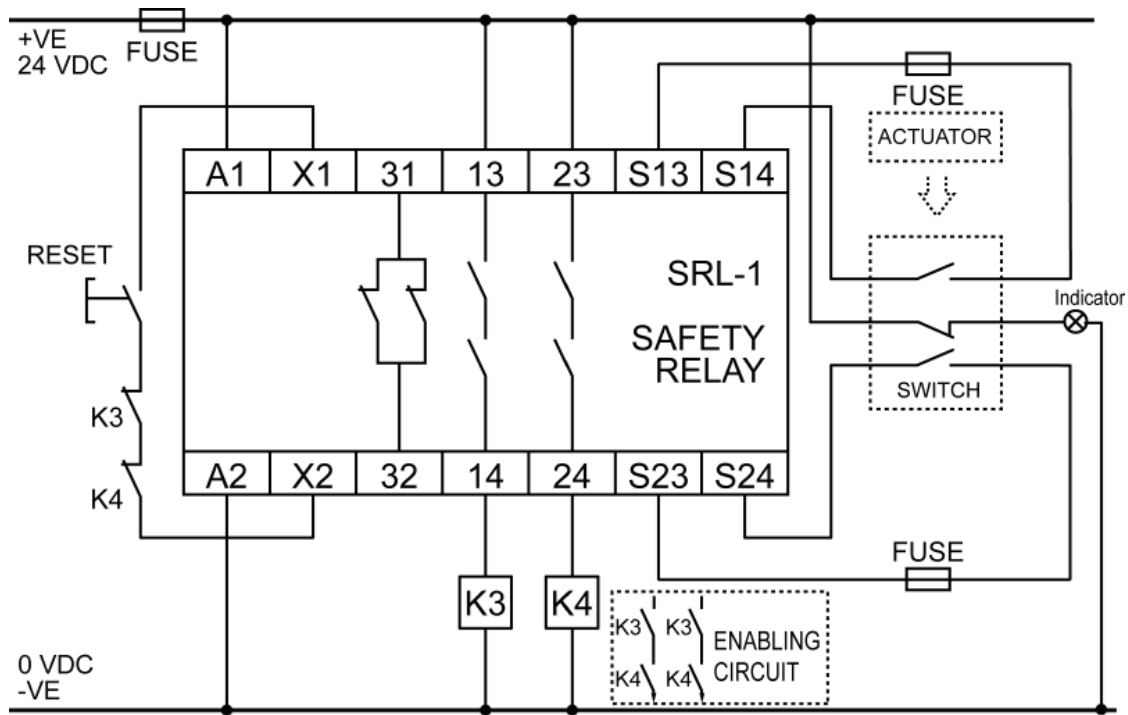 +VE
24 VDC
FUSE
FUSE
ACTUATOR
A1 X1 31 13 23 S13 S14
RESET
SRL-1
SAFETY
RELAY
Indicator
SWITCH
K3
K4
A2 X2 32 14 24 S23 S24
FUSE
K3 K4
K3 K3
ENABLING
CIRCUIT
K4 K4
0 VDC
-VE